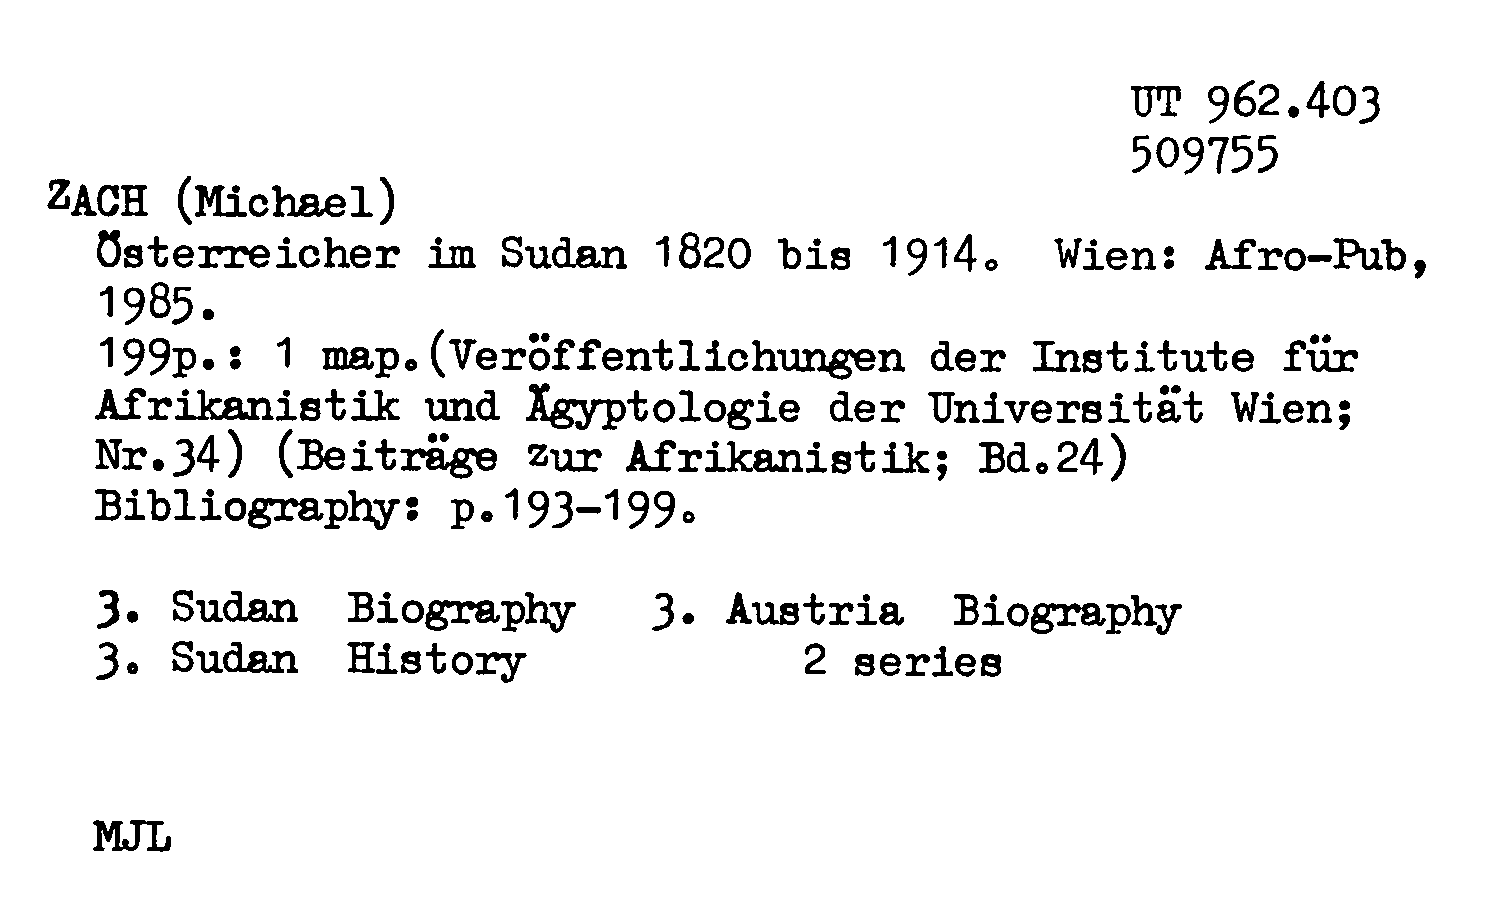 UT 962.403
509755
ZACH (Michael)
Österreicher im Sudan 1820 bis 1914. Wien: Afro-Pub,
1985.
199p.: 1 map.(Veröffentlichungen der Institute für
Afrikanistik und Ägyptologie der Universität Wien;
Nr.34) (Beiträge zur Afrikanistik; Bd.24)
Bibliography: p.193-199.
3. Sudan Biography 3. Austria Biography
3. Sudan History 2 series
MJL